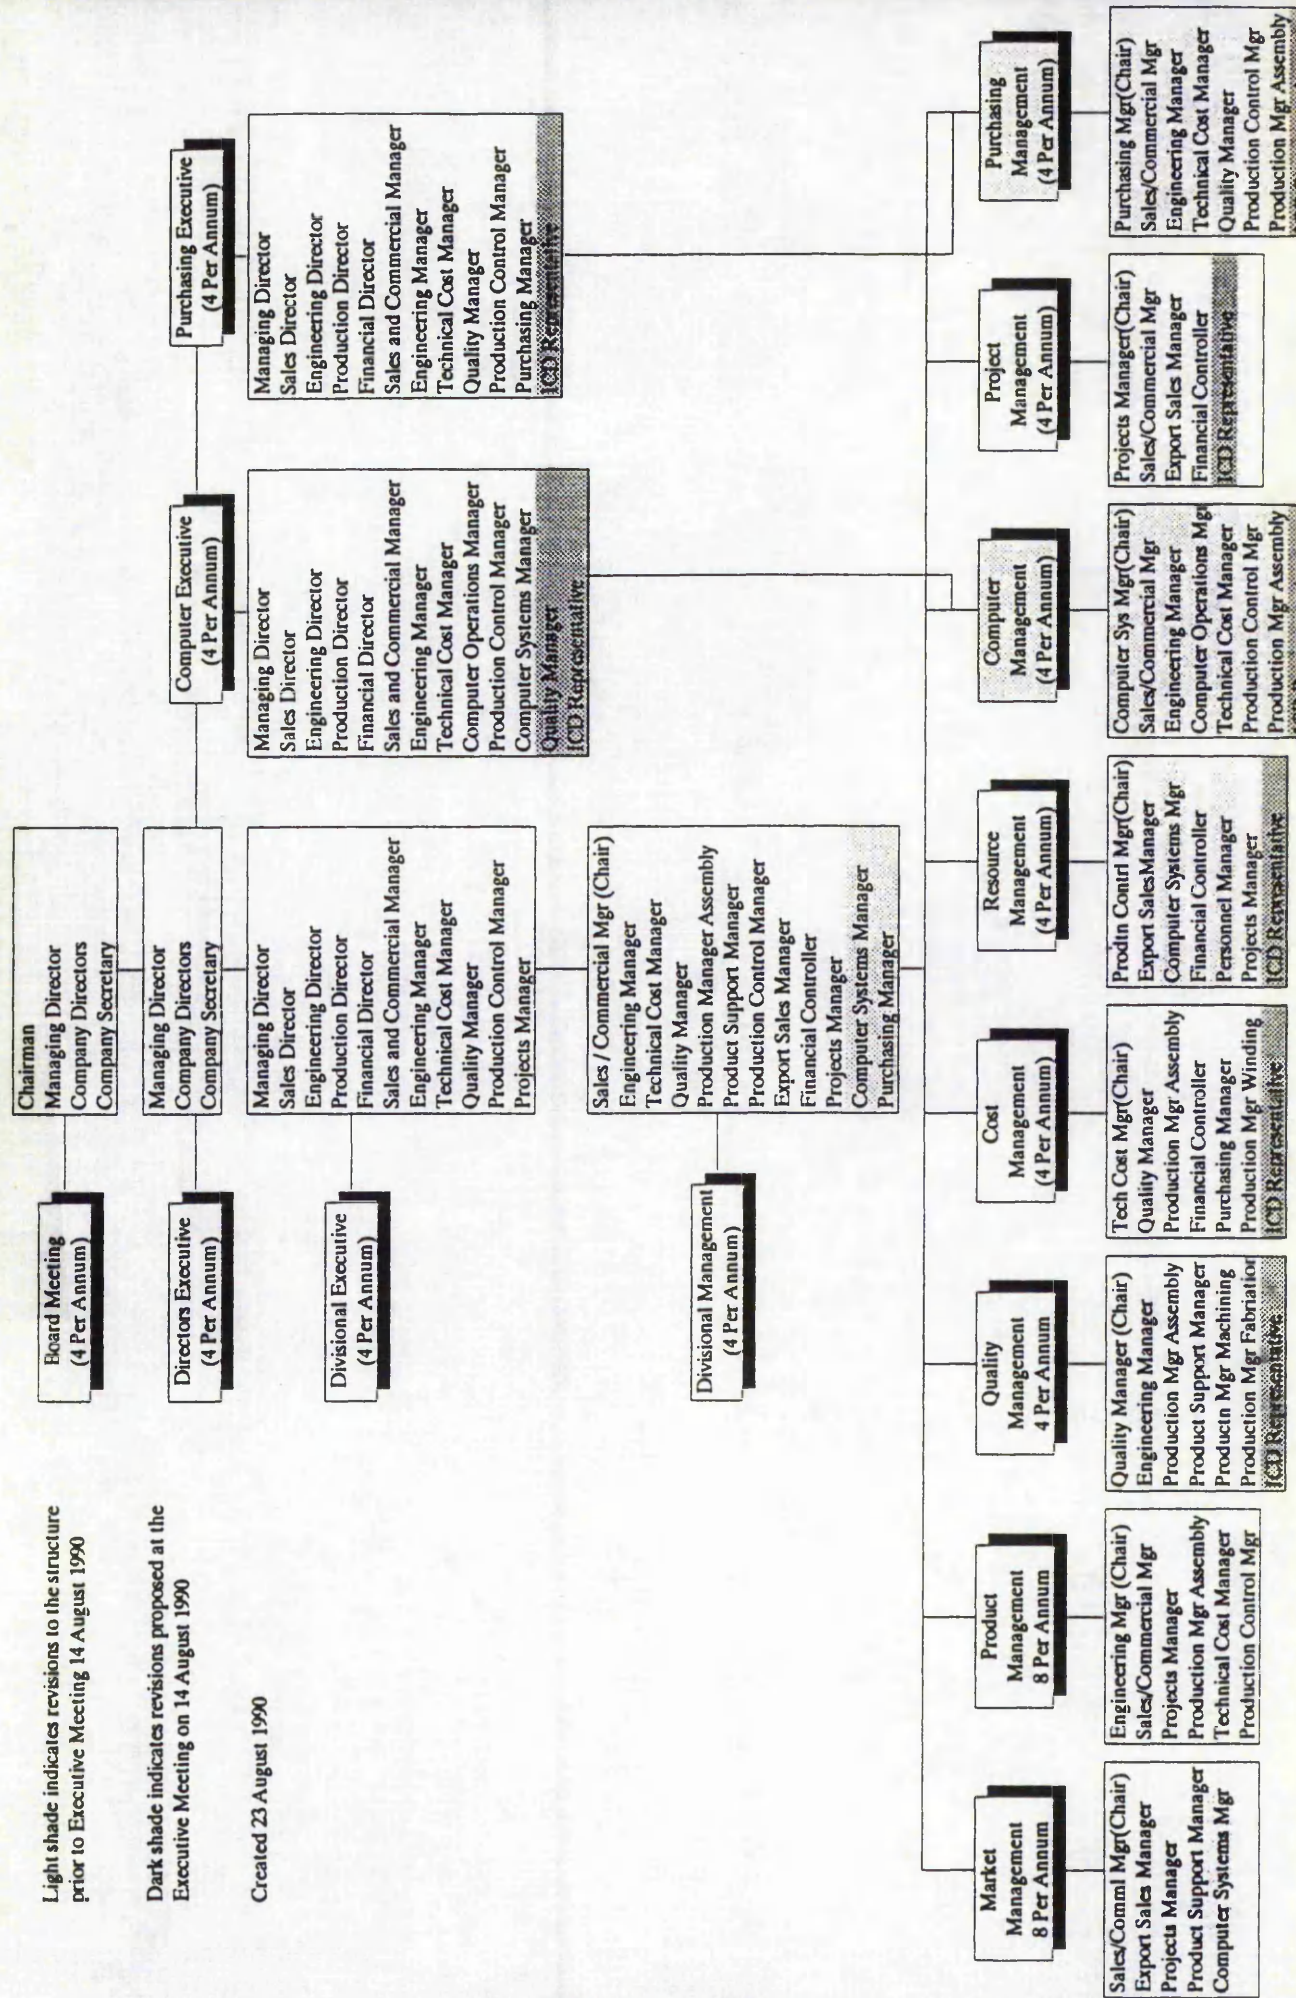 Light shade indicates revisions to the structure
prior to Executive Meeting 14 August 1990
Dark shade indicates revisions proposed at the
Executive Meeting on 14 August 1990
Created 23 August 1990
Board Meeting
(4 Per Annum)
Chairman
Managing Director
Company Directors
Company Secretary
Directors Executive
(4 Per Annum)
Managing Director
Company Directors
Company Secretary
Computer Executive
(4 Per Annum)
Purchasing Executive
(4 Per Annum)
Divisional Executive
(4 Per Annum)
Managing Director
Sales Director
Engineering Director
Production Director
Financial Director
Sales and Commercial Manager
Engineering Manager
Technical Cost Manager
Quality Manager
Production Control Manager
Projects Manager
Managing Director
Sales Director
Engineering Director
Production Director
Financial Director
Sales and Commercial Manager
Engineering Manager
Technical Cost Manager
Computer Operations Manager
Production Control Manager
Computer Systems Manager
Quality Manager
ICD Representative
Managing Director
Sales Director
Engineering Director
Production Director
Financial Director
Sales and Commercial Manager
Engineering Manager
Technical Cost Manager
Quality Manager
Production Control Manager
Purchasing Manager
ICD Representative
Divisional Management
(4 Per Annum)
Sales / Commercial Mgr (Chair)
Engineering Manager
Technical Cost Manager
Quality Manager
Production Manager Assembly
Product Support Manager
Production Control Manager
Export Sales Manager
Financial Controller
Projects Manager
Computer Systems Manager
Purchasing Manager
Market
Management
8 Per Annum
Sales/Comml Mgr(Chair)
Export Sales Manager
Projects Manager
Product Support Manager
Computer Systems Mgr
Product
Management
8 Per Annum
Engineering Mgr (Chair)
Sales/Commercial Mgr
Projects Manager
Production Mgr Assembly
Technical Cost Manager
Production Control Mgr
Quality
Management
4 Per Annum
Quality Manager (Chair)
Engineering Manager
Production Mgr Assembly
Product Support Manager
Productn Mgr Machining
Production Mgr Fabriation
ICD Representative
Cost
Management
(4 Per Annum)
Tech Cost Mgr(Chair)
Quality Manager
Production Mgr Assembly
Financial Controller
Purchasing Manager
Production Mgr Winding
ICD Representative
Resource
Management
(4 Per Annum)
Prodtn Contrl Mgr(Chair)
Export SalesManager
Computer Systems Mgr
Financial Controller
Personnel Manager
Projects Manager
ICD Representative
Computer
Management
(4 Per Annum)
Computer Sys Mgr(Chair)
Sales/Commercial Mgr
Engineering Manager
Computer Operations Mgr
Technical Cost Manager
Production Control Mgr
Production Mgr Assembly
Project
Management
(4 Per Annum)
Projects Manager(Chair)
Sales/Commercial Mgr
Export Sales Manager
Financial Controller
ICD Representative
Purchasing
Management
(4 Per Annum)
Purchasing Mgr(Chair)
Sales/Commercial Mgr
Engineering Manager
Technical Cost Manager
Quality Manager
Production Control Mgr
Production Mgr Assembly